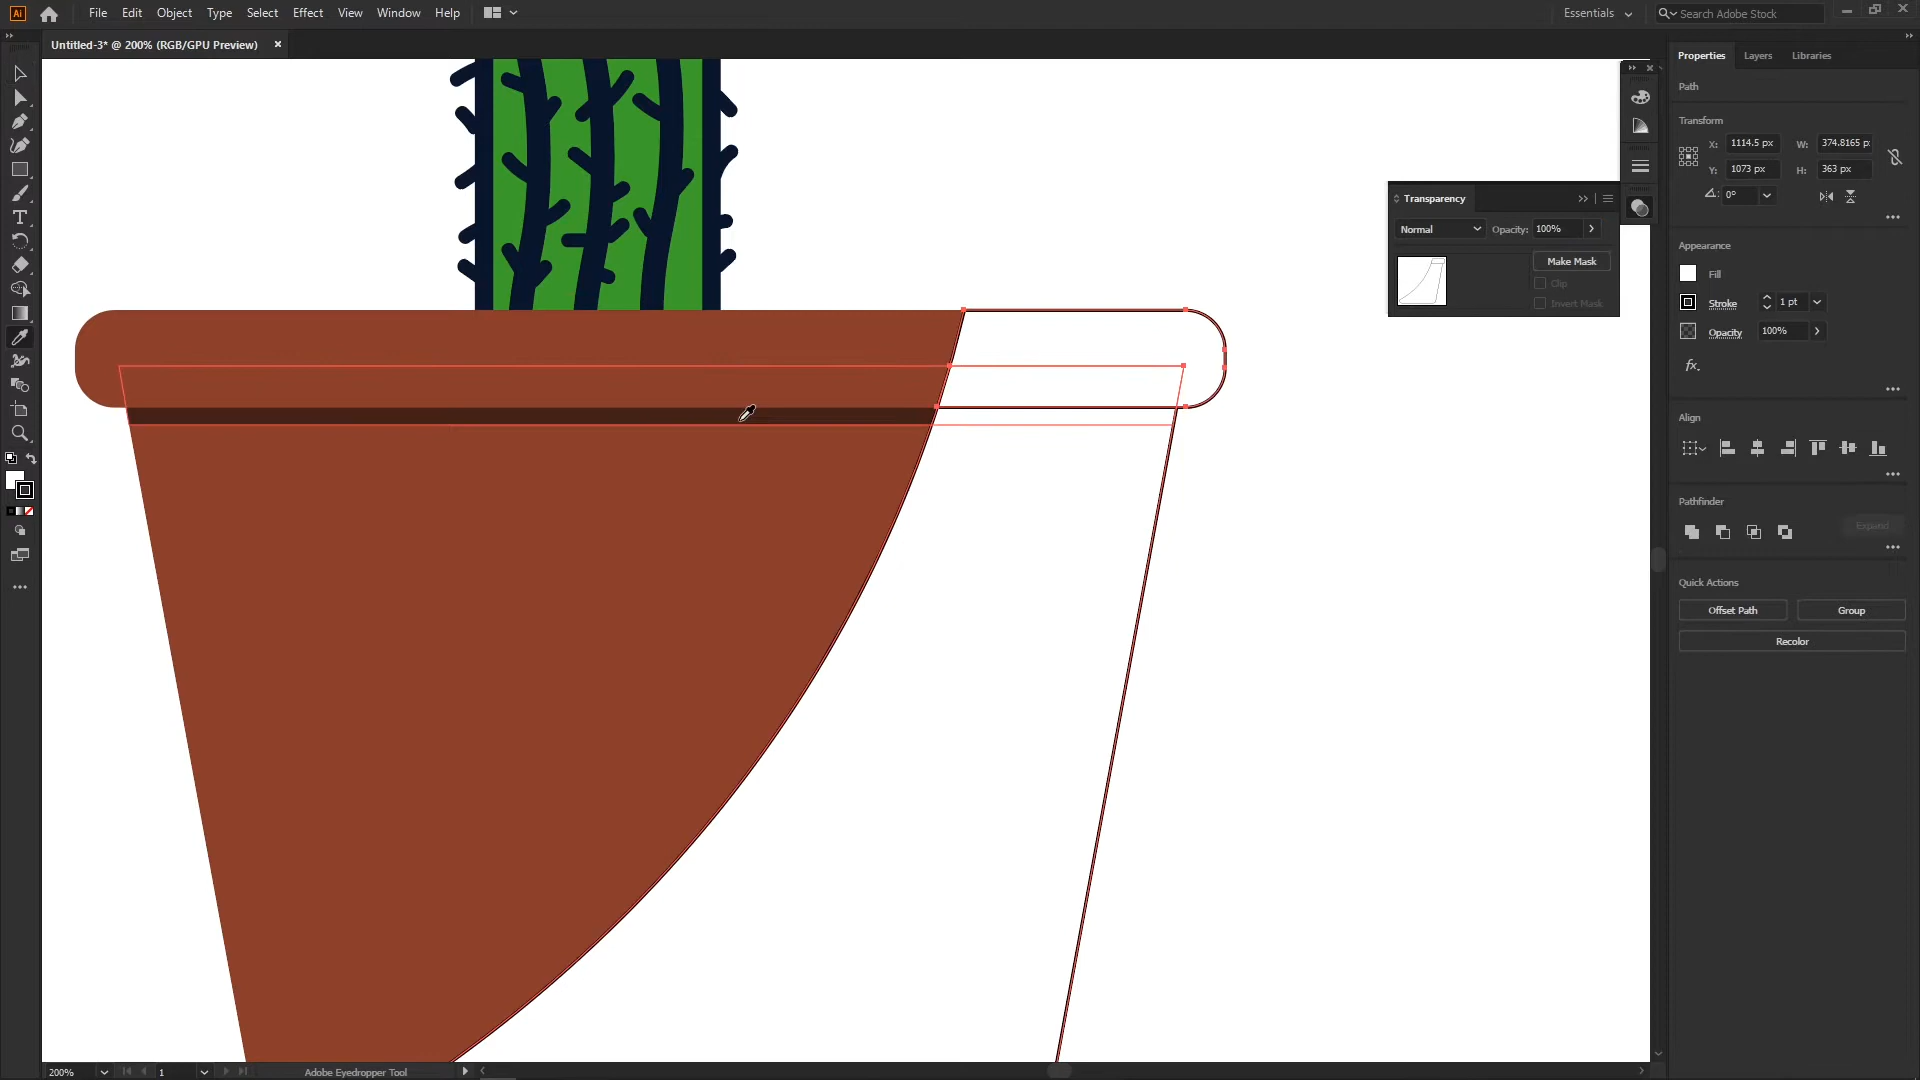 Ai File Edit Object Type Select Effect View Window Help Essentials Search Adobe Stock
Untitled-3* @ 200% (RGB/GPU Preview) ×
Properties Layers Libraries
Path
Transform
X: 1114.5 px W: 374.8165 p
Y: 1073 px H: 363 px
0°
Transparency
Normal Opacity: 100%
Make Mask
Clip
Invert Mask
Appearance
Fill
Stroke 1 pt
Opacity 100%
fx.
Align
Pathfinder
Expand
Quick Actions
Offset Path Group
Recolor
200% 1 Adobe Eyedropper Tool